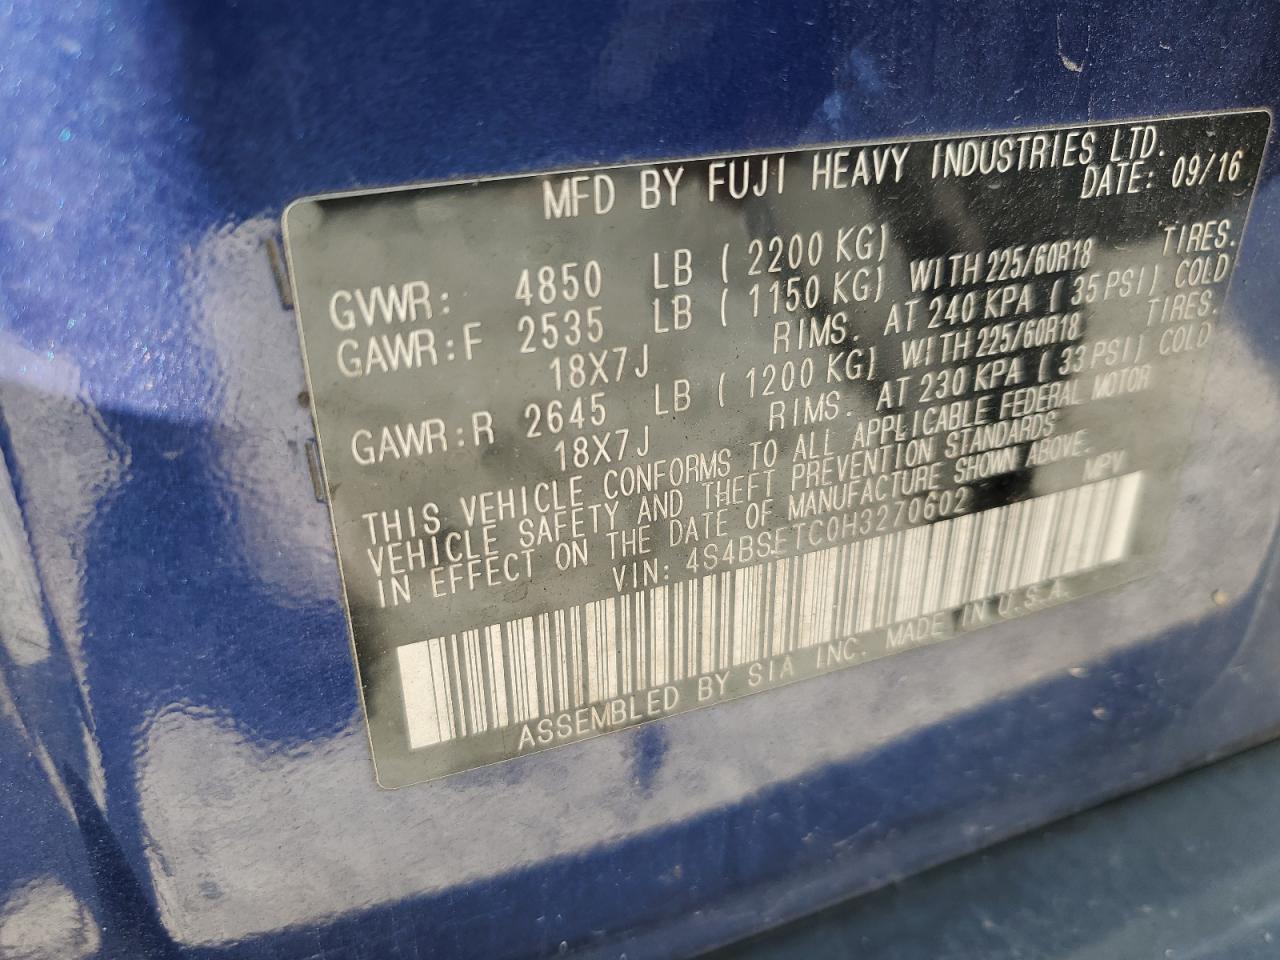 MFD BY FUJI HEAVY INDUSTRIES LTD.
DATE: 09/16
GVWR: 4850 LB ( 2200 KG)
GAWR:F 2535 LB ( 1150 KG) WITH 225/60R18 TIRES.
18X7J RIMS. AT 240 KPA ( 35 PSI) COLD
GAWR:R 2645 LB ( 1200 KG) WITH 225/60R18 TIRES.
18X7J RIMS. AT 230 KPA ( 33 PSI) COLD
THIS VEHICLE CONFORMS TO ALL APPLICABLE FEDERAL MOTOR
VEHICLE SAFETY AND THEFT PREVENTION STANDARDS
IN EFFECT ON THE DATE OF MANUFACTURE SHOWN ABOVE.
VIN: 4S4BSETC0H3270602 MPV
ASSEMBLED BY SIA INC. MADE IN U.S.A.